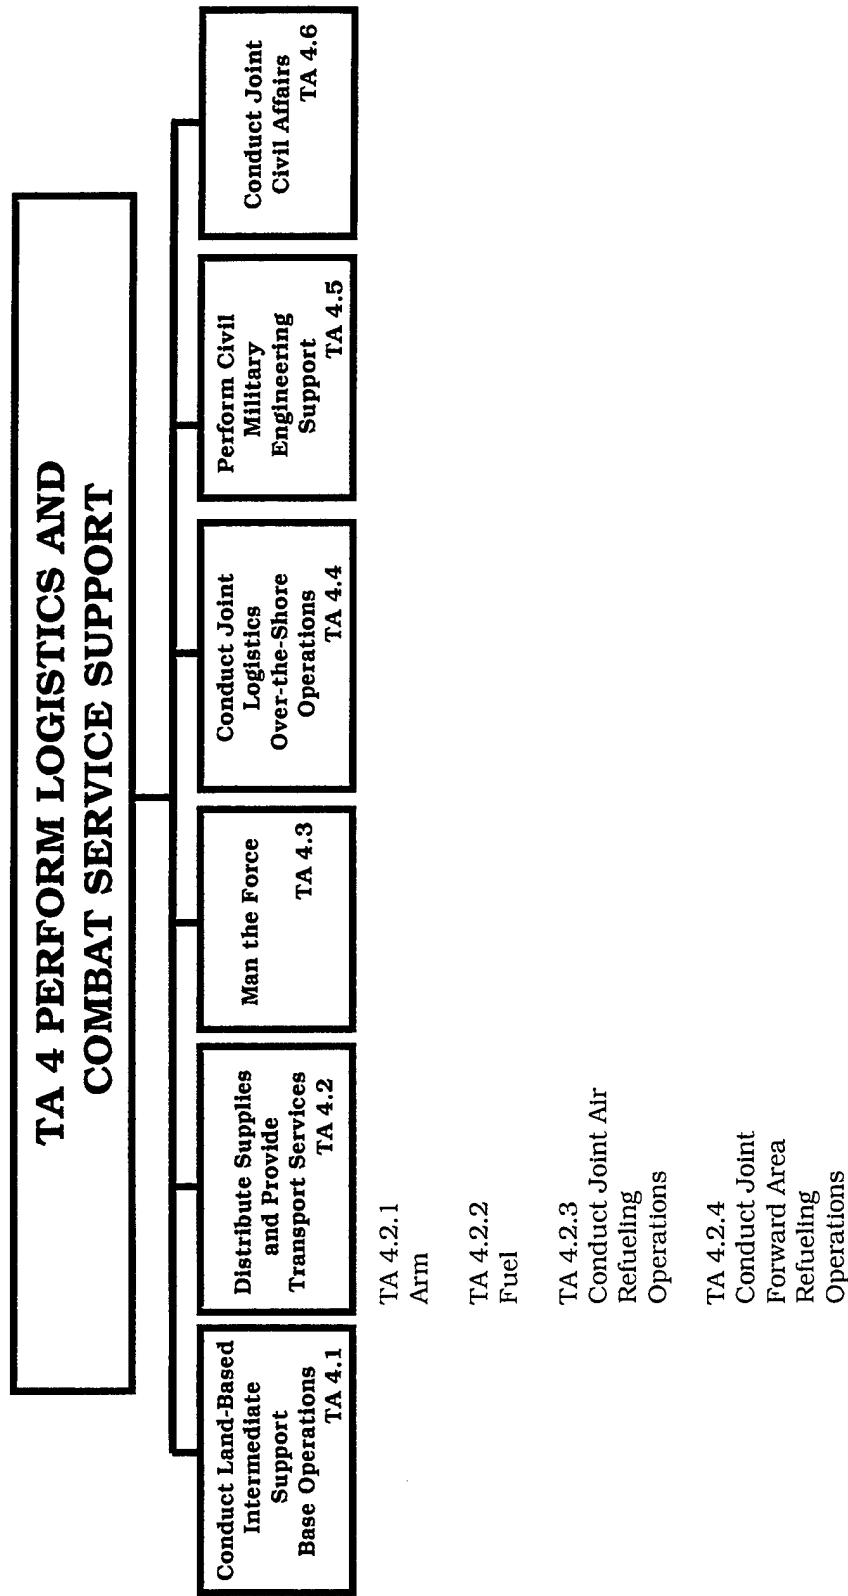 TA 4 PERFORM LOGISTICS AND
COMBAT SERVICE SUPPORT
Conduct Land-Based
Intermediate
Support
Base Operations
TA 4.1
Distribute Supplies
and Provide
Transport Services
TA 4.2
Man the Force
TA 4.3
Conduct Joint
Logistics
Over-the-Shore
Operations
TA 4.4
Perform Civil
Military
Engineering
Support
TA 4.5
Conduct Joint
Civil Affairs
TA 4.6
TA 4.2.1
Arm
TA 4.2.2
Fuel
TA 4.2.3
Conduct Joint Air
Refueling
Operations
TA 4.2.4
Conduct Joint
Forward Area
Refueling
Operations